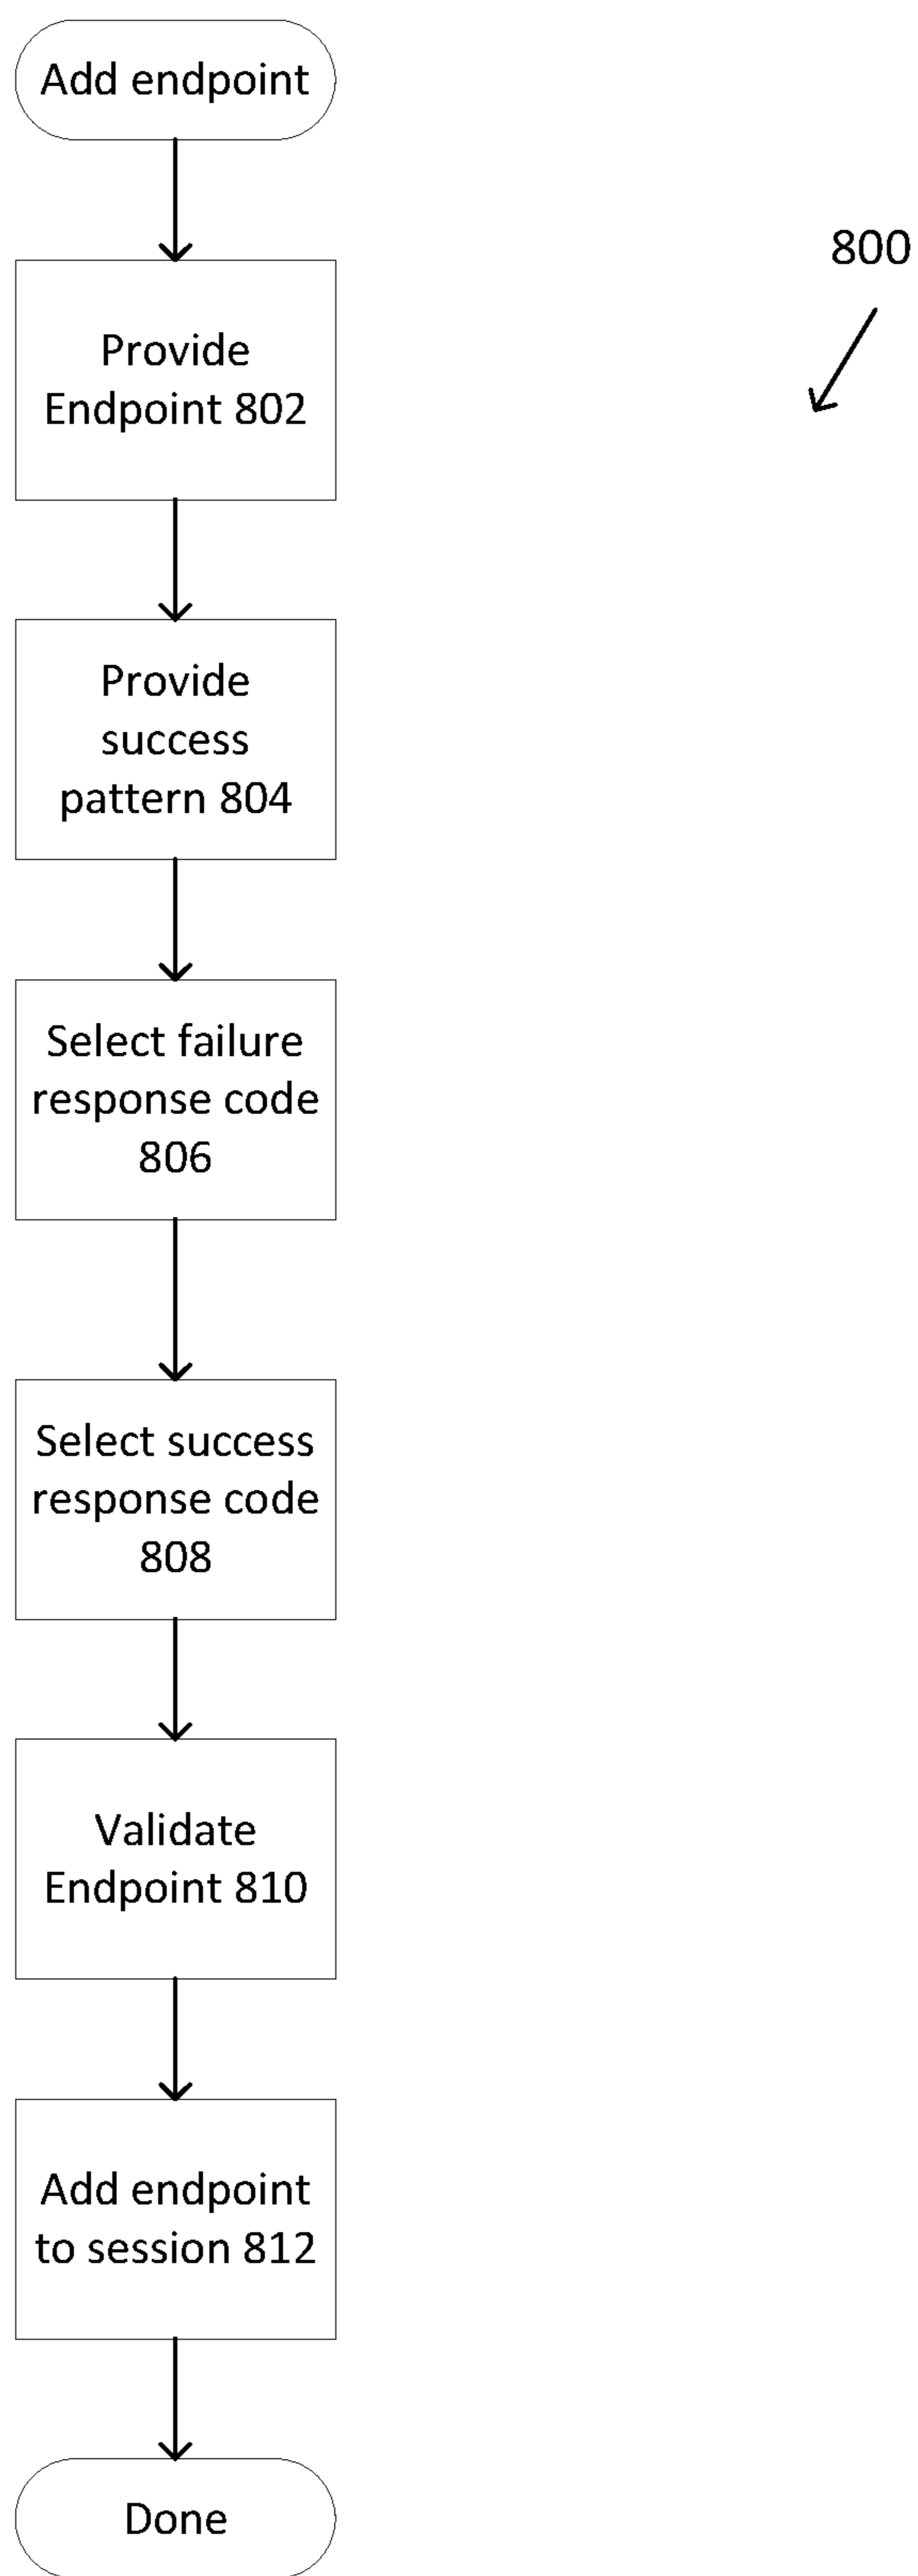 Add endpoint
800
Provide
Endpoint 802
Provide
success
pattern 804
Select failure
response code
806
Select success
response code
808
Validate
Endpoint 810
Add endpoint
to session 812
Done